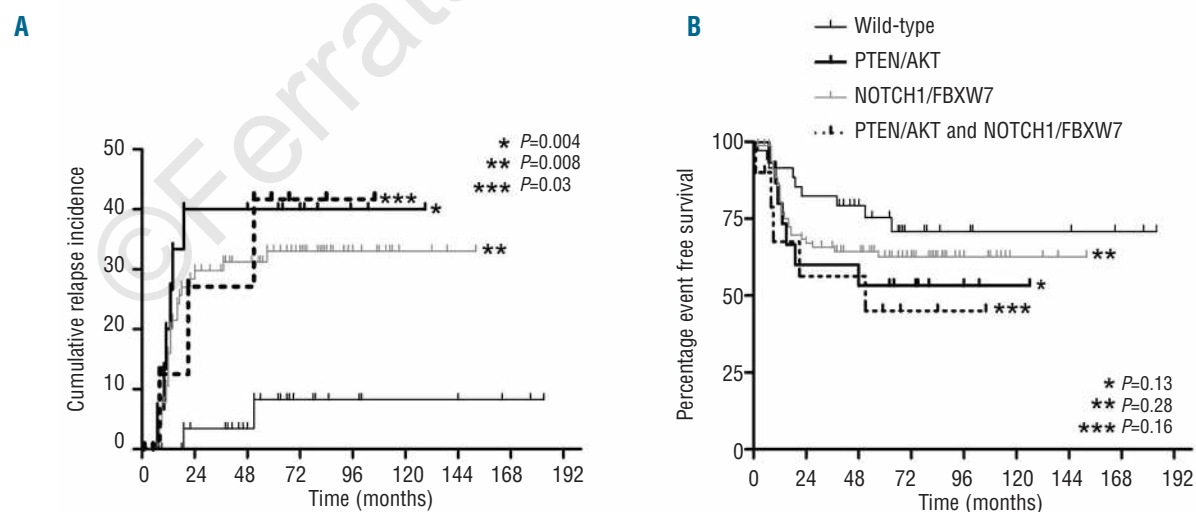 A
©Ferrat
Cumulative relapse incidence
50
40
30
20
10
0
* P=0.004
** P=0.008
*** P=0.03
***
*
**
0 24 48 72 96 120 144 168 192
Time (months)
B
Wild-type
PTEN/AKT
NOTCH1/FBXW7
PTEN/AKT and NOTCH1/FBXW7
Percentage event free survival
100
75
50
25
0
**
*
***
* P=0.13
** P=0.28
*** P=0.16
0 24 48 72 96 120 144 168 192
Time (months)